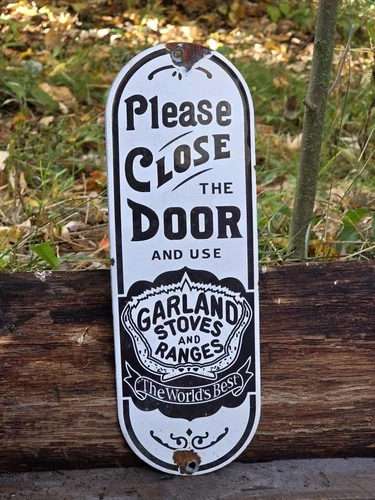 Please
CLOSE
THE
DOOR
AND USE
GARLAND
STOVES
AND
RANGES
The World's Best